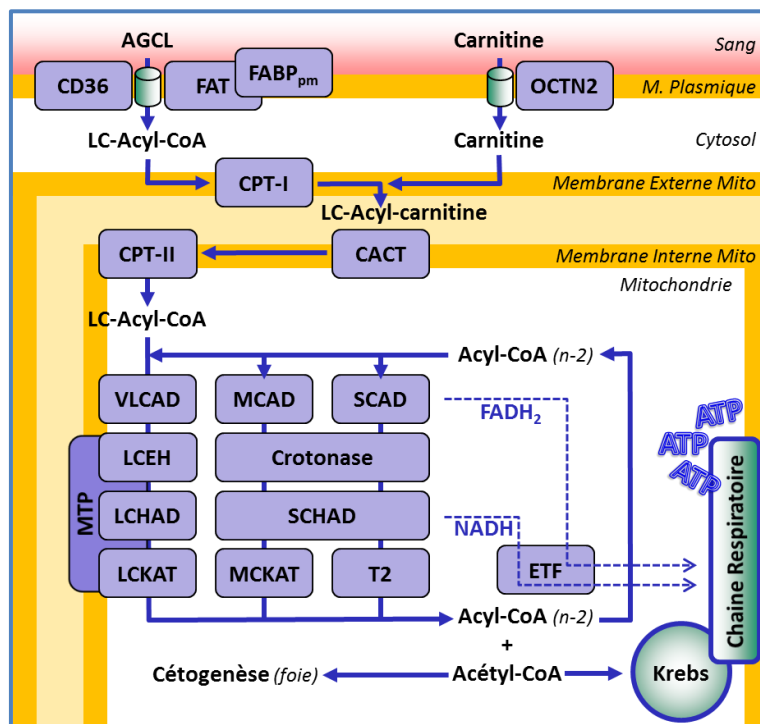 AGCL
Carnitine
Sang
CD36
FAT
FABPpm
OCTN2
M. Plasmique
LC-Acyl-CoA
Carnitine
Cytosol
CPT-I
Membrane Externe Mito
LC-Acyl-carnitine
CPT-II
CACT
Membrane Interne Mito
Mitochondrie
LC-Acyl-CoA
Acyl-CoA (n-2)
VLCAD
MCAD
SCAD
FADH2
ATP
ATP
ATP
MTP
LCEH
Crotonase
LCHAD
SCHAD
NADH
Chaine Respiratoire
LCKAT
MCKAT
T2
ETF
Acyl-CoA (n-2)
+
Cétogenèse (foie)
Acétyl-CoA
Krebs